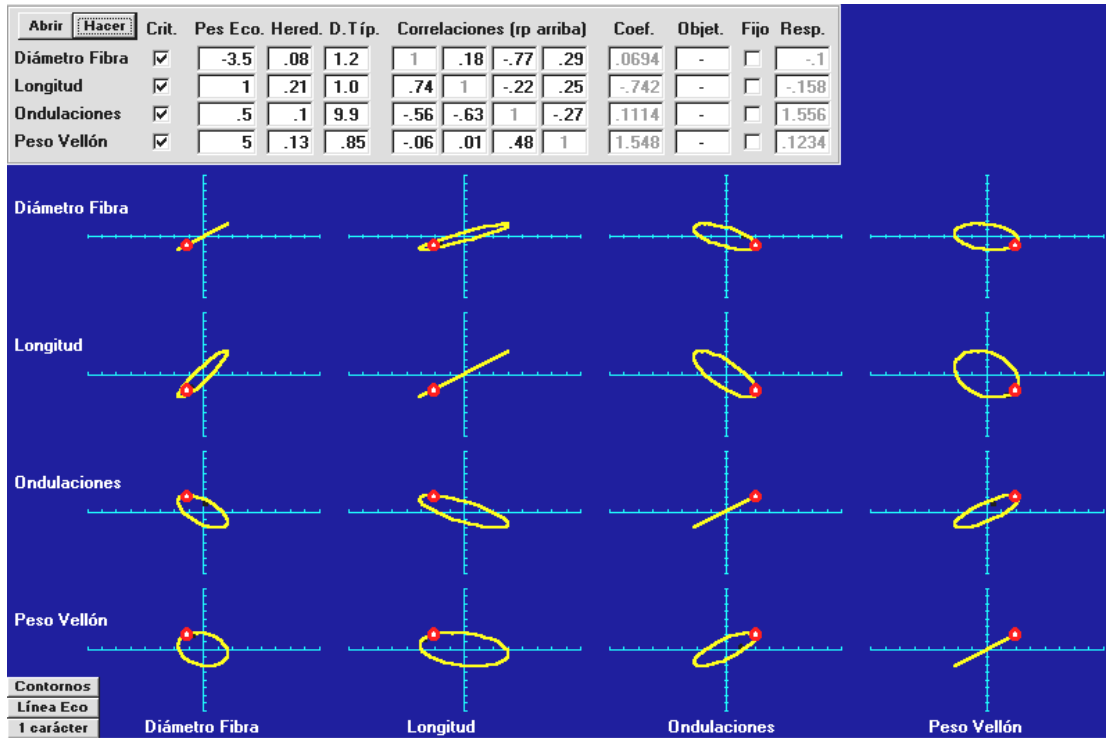 Abrir Hacer Crit. Pes Eco. Hered. D.Típ. Correlaciones (rp arriba) Coef. Objet. Fijo Resp.
Diámetro Fibra -3.5 .08 1.2 1 .18 -.77 .29 .0694 - -.1
Longitud 1 .21 1.0 .74 1 -.22 .25 -.742 - -.158
Ondulaciones .5 .1 9.9 -.56 -.63 1 -.27 .1114 - 1.556
Peso Vellón 5 .13 .85 -.06 .01 .48 1 1.548 - .1234
Diámetro Fibra
Longitud
Ondulaciones
Peso Vellón
Contornos
Línea Eco
1 carácter
Diámetro Fibra Longitud Ondulaciones Peso Vellón